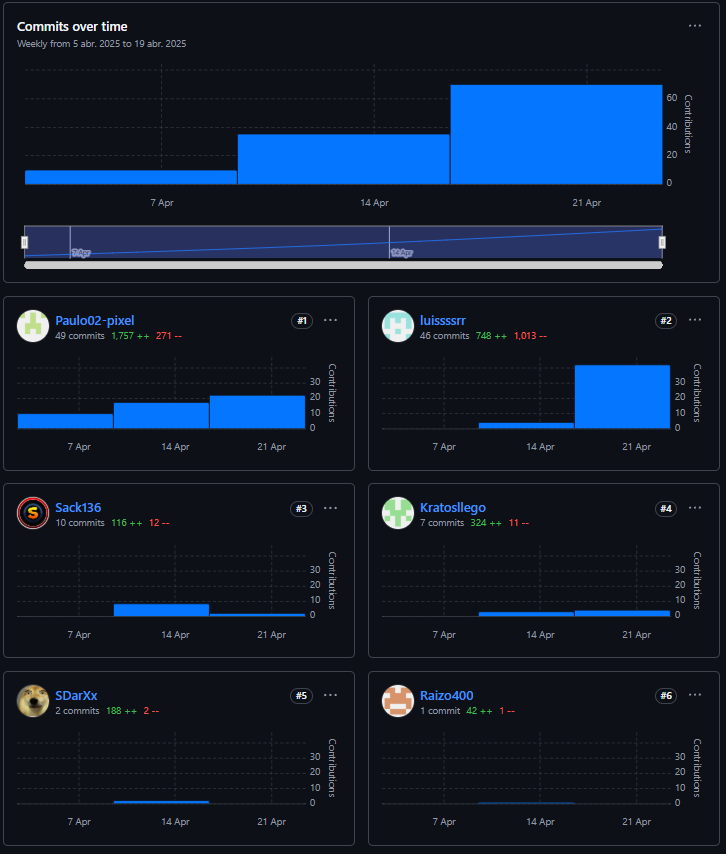 Commits over time
Weekly from 5 abr. 2025 to 19 abr. 2025
60
40
20
0
Contributions
7 Apr
14 Apr
21 Apr
7 Apr
14 Apr
Paulo02-pixel
#1
49 commits 1,757 ++ 271 --
30
20
10
0
Contributions
7 Apr
14 Apr
21 Apr
luissssrr
#2
46 commits 748 ++ 1,013 --
30
20
10
0
Contributions
7 Apr
14 Apr
21 Apr
Sack136
#3
10 commits 116 ++ 12 --
30
20
10
0
Contributions
7 Apr
14 Apr
21 Apr
Kratosllego
#4
7 commits 324 ++ 11 --
30
20
10
0
Contributions
7 Apr
14 Apr
21 Apr
SDarXx
#5
2 commits 188 ++ 2 --
30
20
10
0
Contributions
7 Apr
14 Apr
21 Apr
Raizo400
#6
1 commit 42 ++ 1 --
30
20
10
0
Contributions
7 Apr
14 Apr
21 Apr